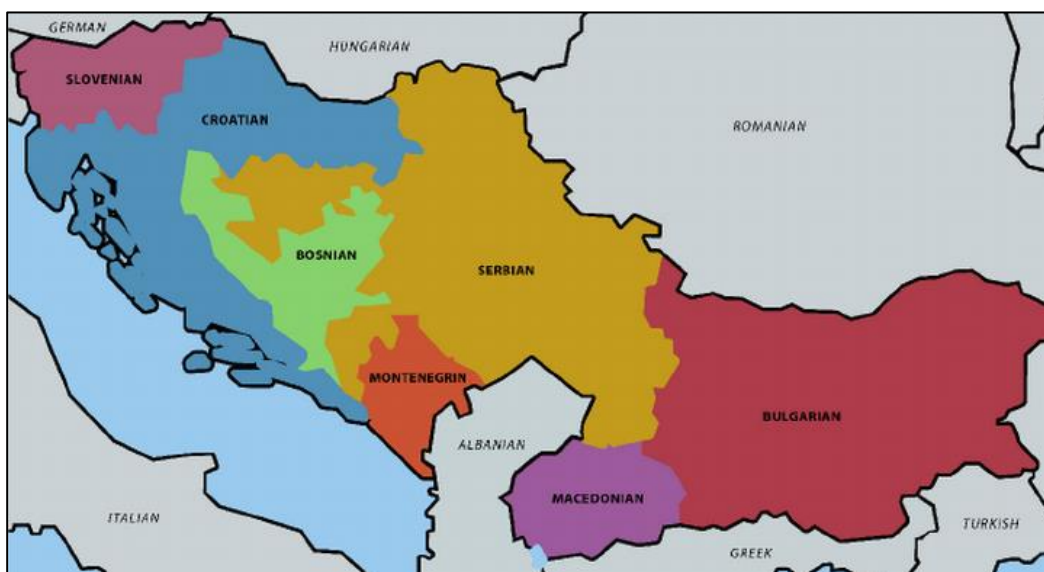 GERMAN
HUNGARIAN
SLOVENIAN
CROATIAN
ROMANIAN
BOSNIAN
SERBIAN
MONTENEGRIN
BULGARIAN
ALBANIAN
MACEDONIAN
ITALIAN
TURKISH
GREEK